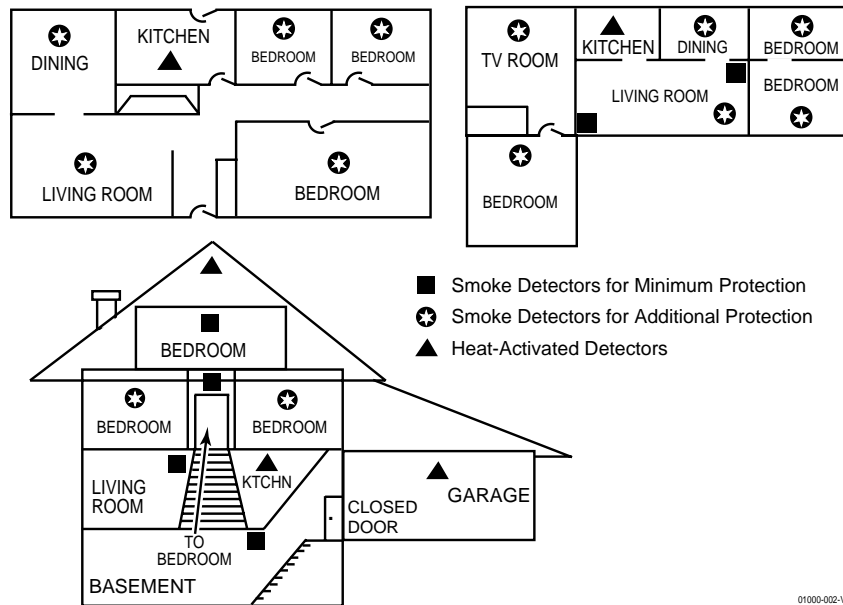 DINING
KITCHEN
BEDROOM
BEDROOM
LIVING ROOM
BEDROOM
TV ROOM
KITCHEN
DINING
BEDROOM
LIVING ROOM
BEDROOM
BEDROOM
Smoke Detectors for Minimum Protection
Smoke Detectors for Additional Protection
Heat-Activated Detectors
BEDROOM
BEDROOM
BEDROOM
LIVING
ROOM
KTCHN
CLOSED
DOOR
GARAGE
TO
BEDROOM
BASEMENT